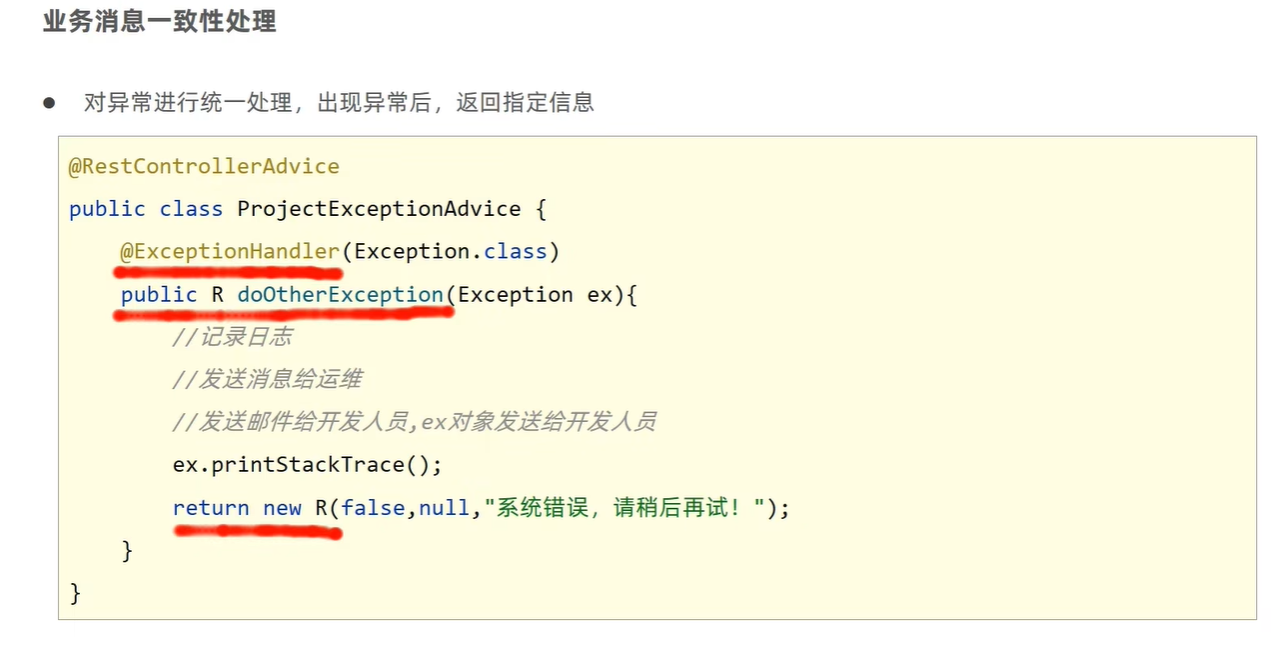 业务消息一致性处理
● 对异常进行统一处理，出现异常后，返回指定信息
@RestControllerAdvice
public class ProjectExceptionAdvice {
    @ExceptionHandler(Exception.class)
    public R doOtherException(Exception ex){
        //记录日志
        //发送消息给运维
        //发送邮件给开发人员,ex对象发送给开发人员
        ex.printStackTrace();
        return new R(false,null,"系统错误，请稍后再试！");
    }
}